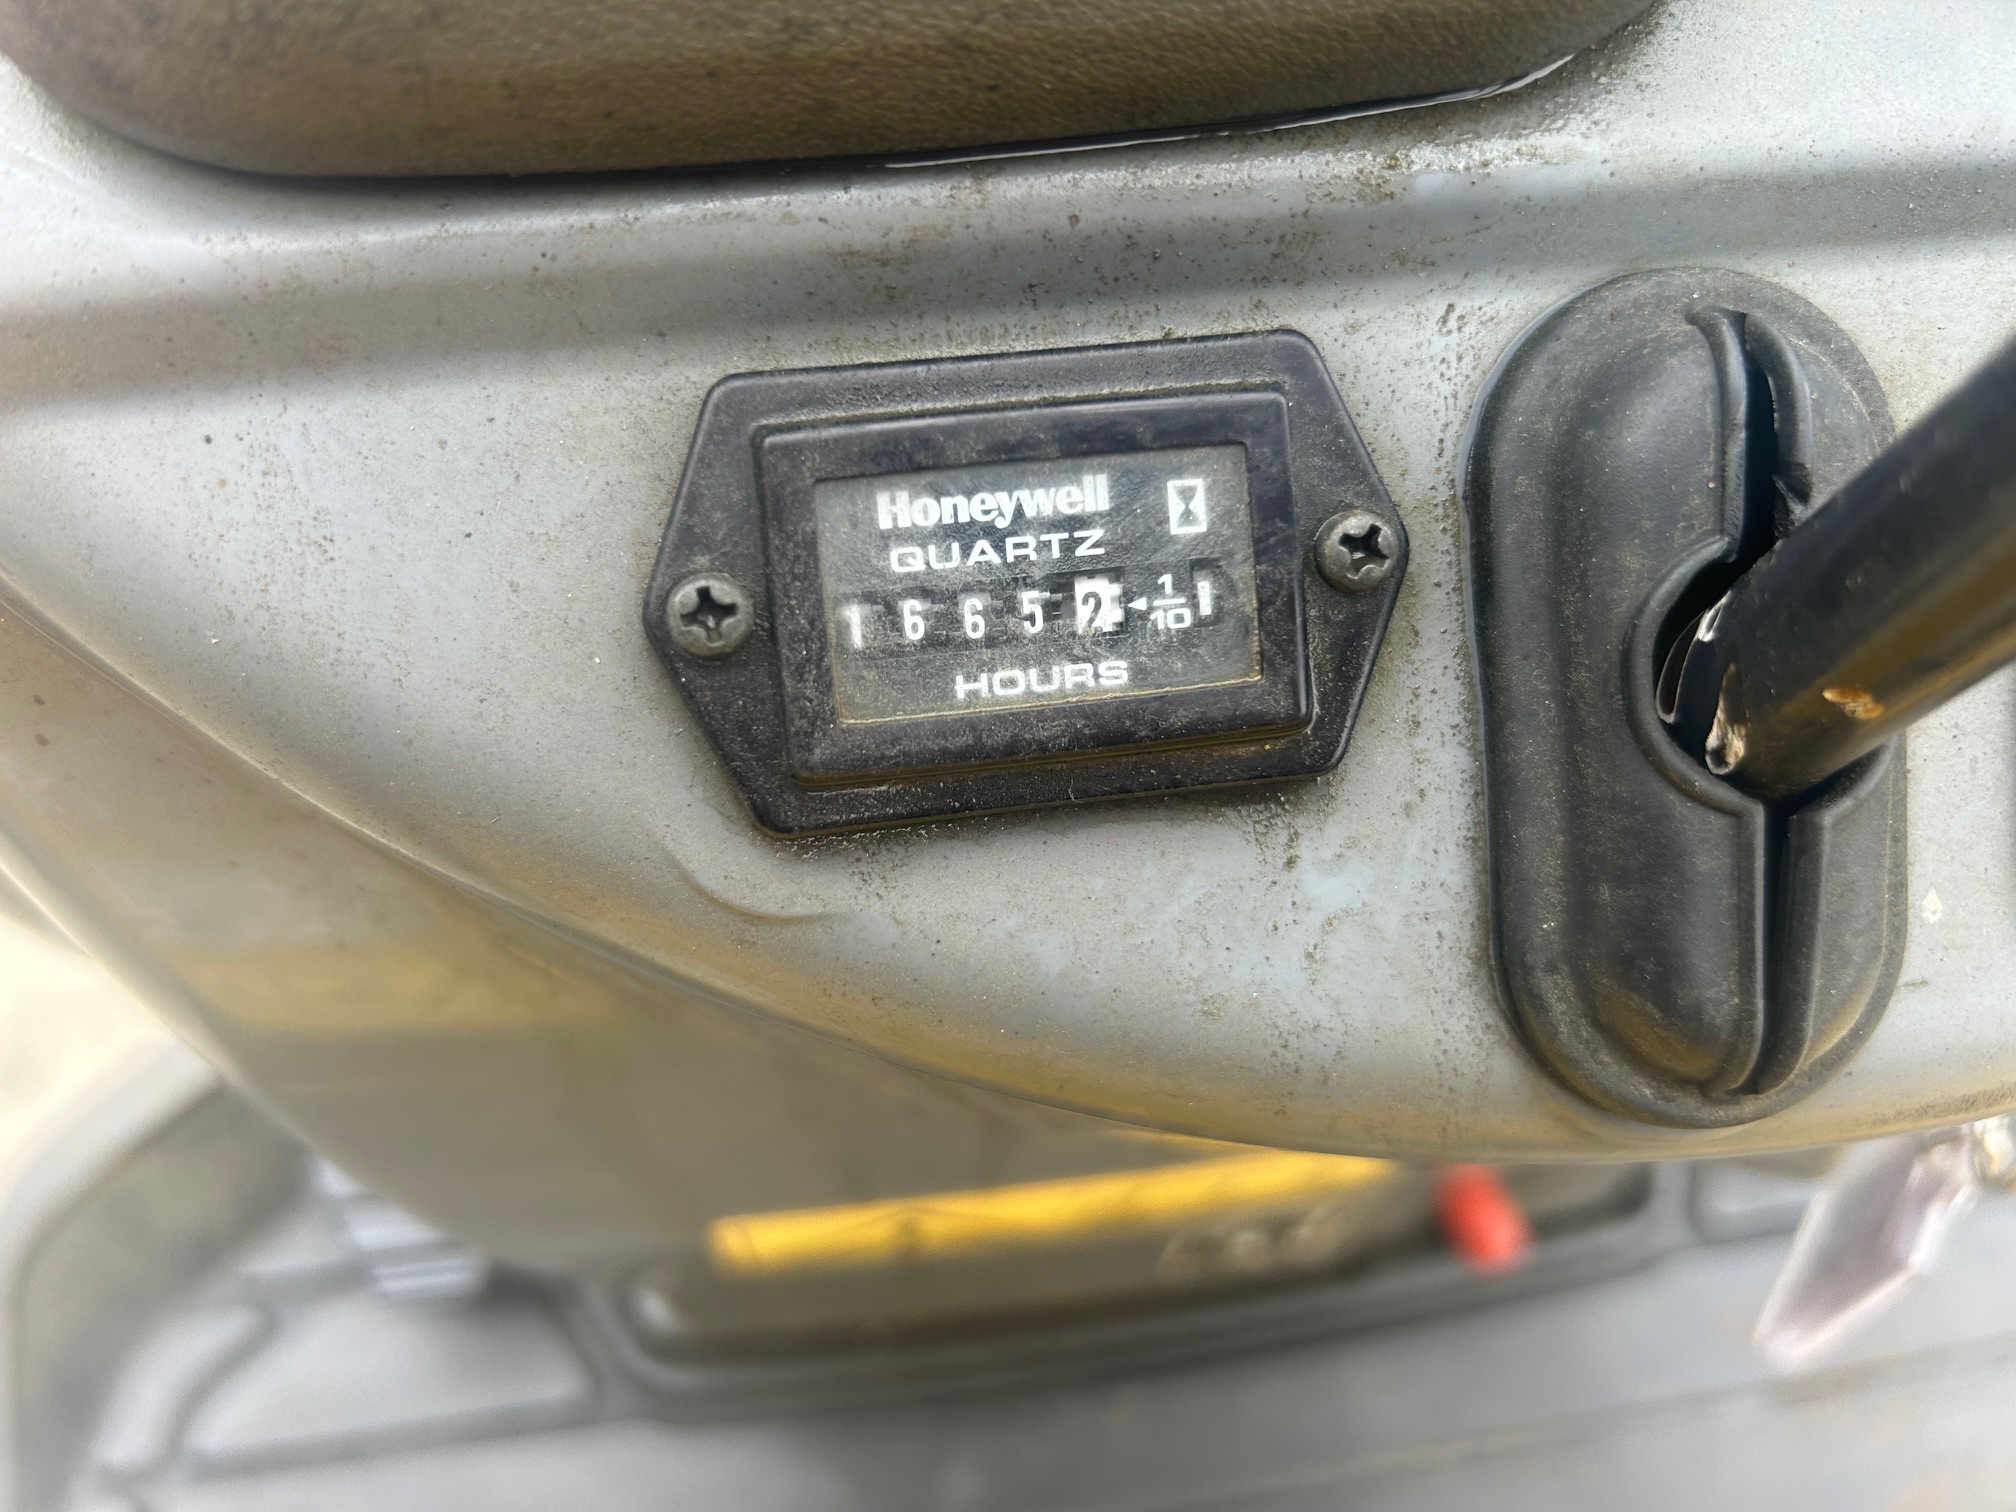 Honeywell
QUARTZ
1 6 6 5 2 ◄ 1/10
HOURS